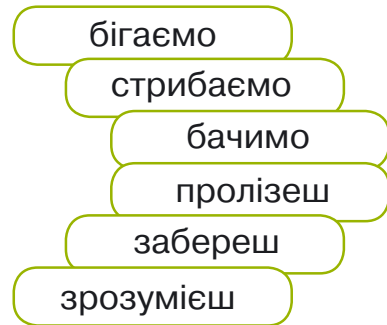 бігаємо
стрибаємо
бачимо
пролізеш
забереш
зрозумієш